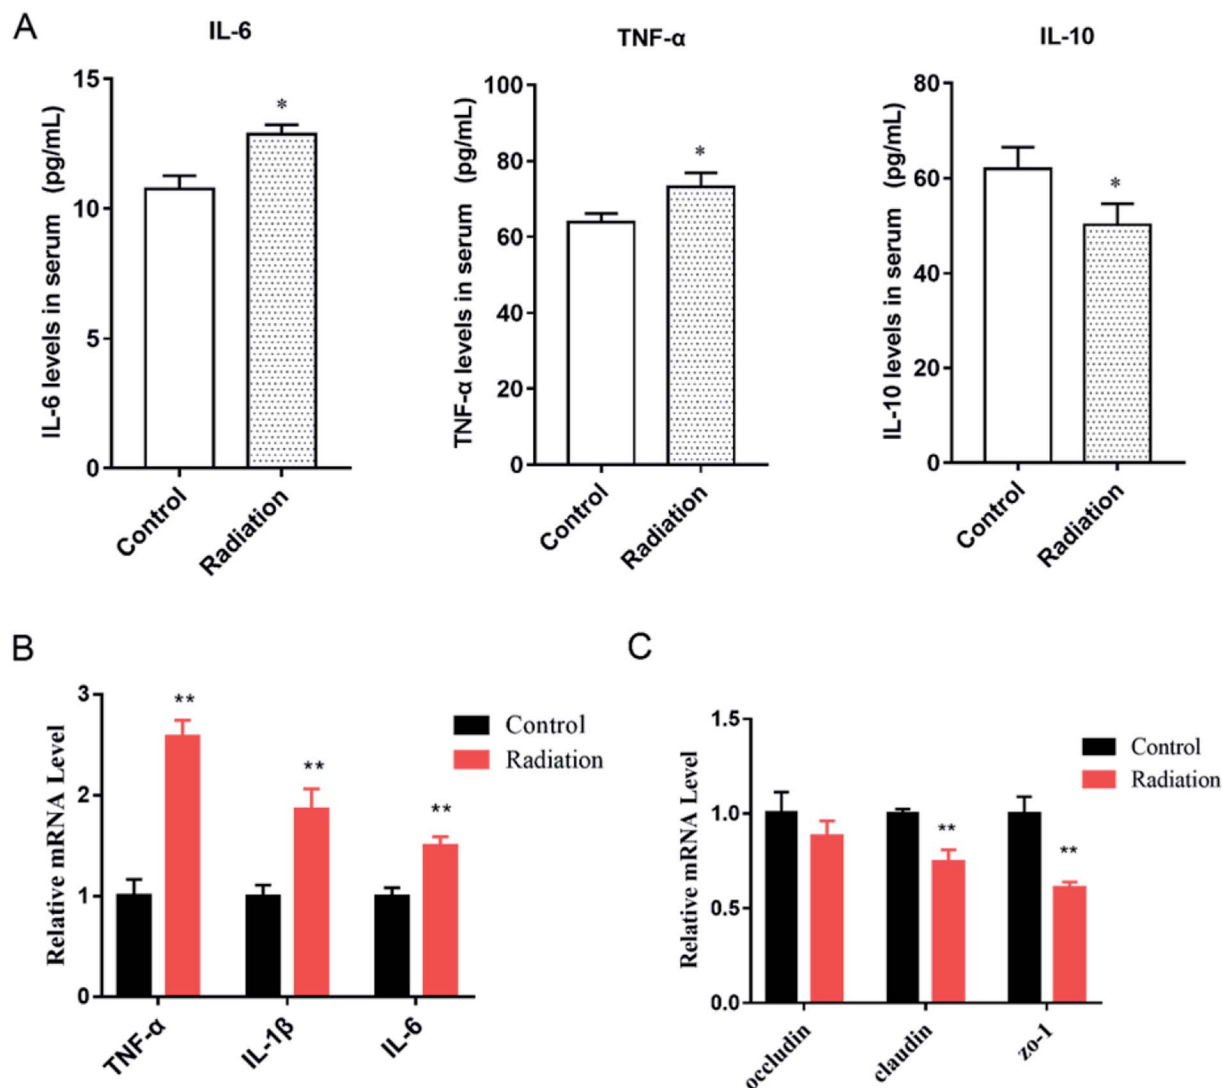 A
IL-6
IL-6 levels in serum (pg/mL)
15
10
5
0
*
Control
Radiation
TNF-α
TNF-α levels in serum (pg/mL)
100
80
60
40
20
0
*
Control
Radiation
IL-10
IL-10 levels in serum (pg/mL)
80
60
40
20
0
*
Control
Radiation
B
Relative mRNA Level
3
2
1
0
**
**
**
Control
Radiation
TNF-α
IL-1β
IL-6
C
Relative mRNA Level
1.5
1.0
0.5
0.0
**
**
Control
Radiation
occludin
claudin
zo-1